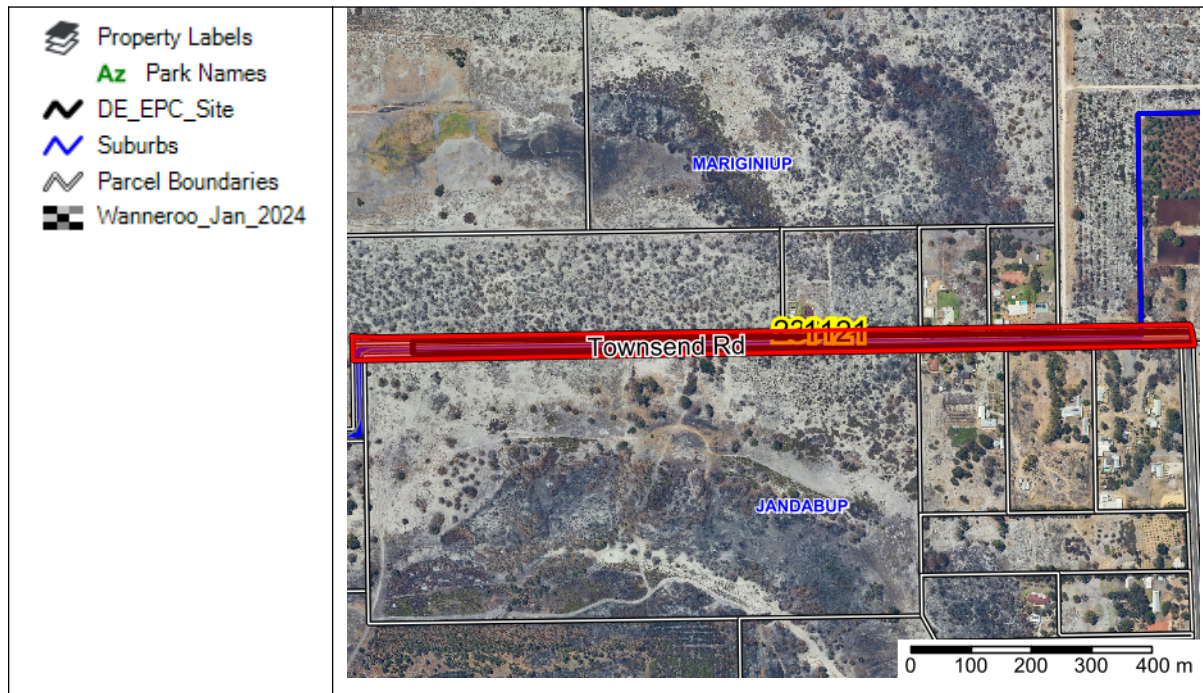 Property Labels
Az Park Names
DE_EPC_Site
Suburbs
Parcel Boundaries
Wanneroo_Jan_2024
MARIGINIUP
Townsend Rd
JANDABUP
0 100 200 300 400 m